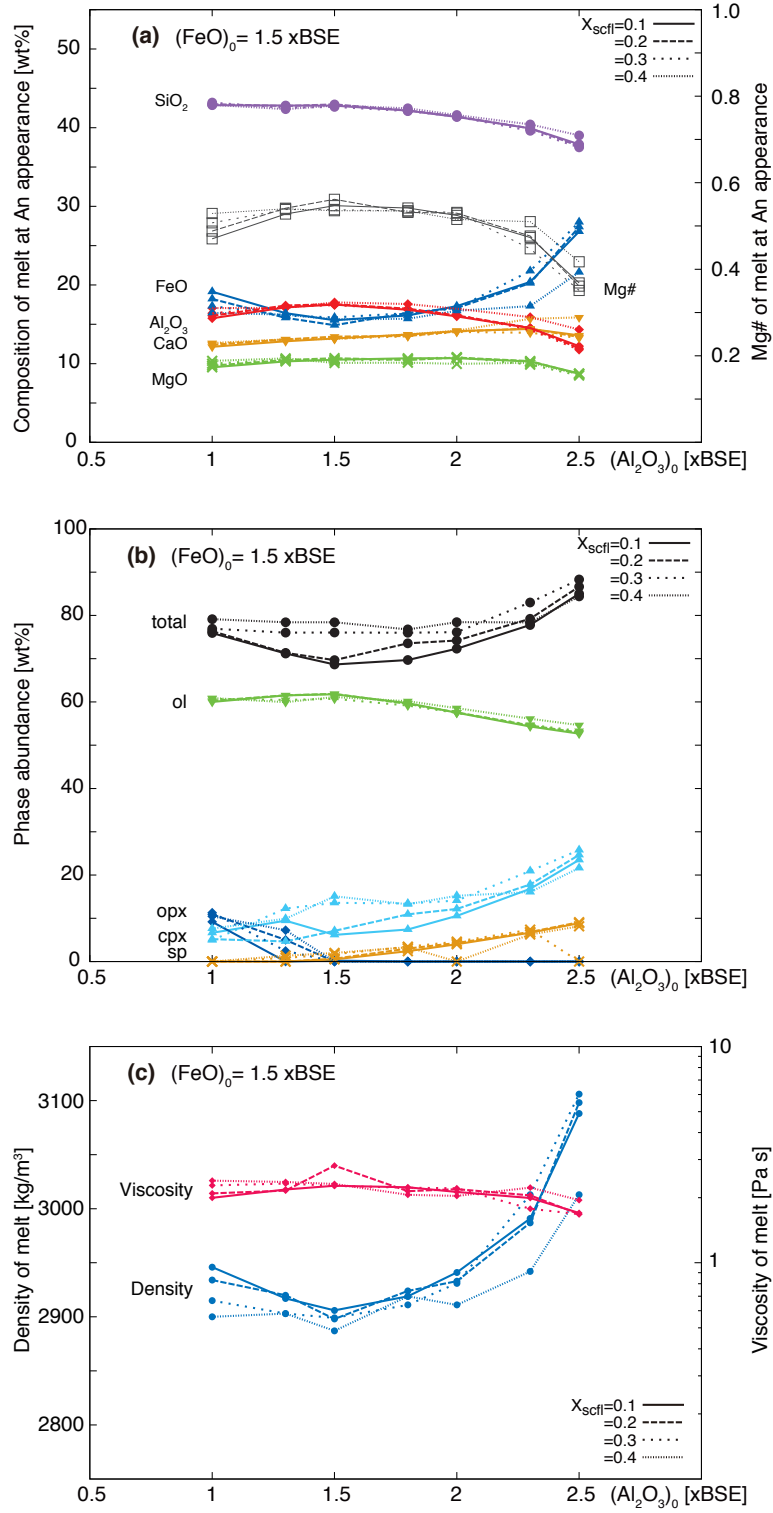 (a) (FeO)₀= 1.5 xBSE
X_scfl=0.1
=0.2
=0.3
=0.4
Composition of melt at An appearance [wt%]
50
40
30
20
10
0
SiO₂
FeO
Al₂O₃
CaO
MgO
Mg#
Mg# of melt at An appearance
1.0
0.8
0.6
0.4
0.2
0.5 1 1.5 2 2.5 (Al₂O₃)₀ [xBSE]
(b) (FeO)₀= 1.5 xBSE
X_scfl=0.1
=0.2
=0.3
=0.4
Phase abundance [wt%]
100
80
60
40
20
0
total
ol
opx
cpx
sp
0.5 1 1.5 2 2.5 (Al₂O₃)₀ [xBSE]
(c) (FeO)₀= 1.5 xBSE
Density of melt [kg/m³]
3100
3000
2900
2800
Viscosity
Density
Viscosity of melt [Pa s]
10
1
X_scfl=0.1
=0.2
=0.3
=0.4
0.5 1 1.5 2 2.5 (Al₂O₃)₀ [xBSE]